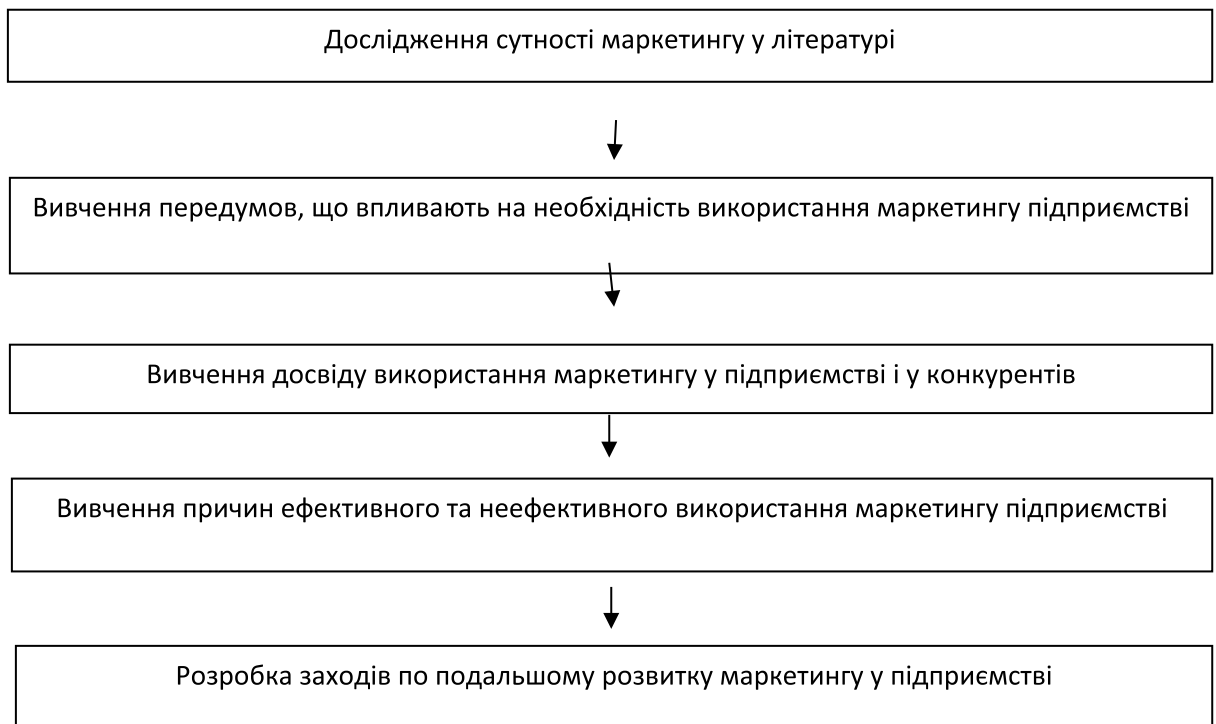 Дослідження сутності маркетингу у літературі
Вивчення передумов, що впливають на необхідність використання маркетингу підприємстві
Вивчення досвіду використання маркетингу у підприємстві і у конкурентів
Вивчення причин ефективного та неефективного використання маркетингу підприємстві
Розробка заходів по подальшому розвитку маркетингу у підприємстві